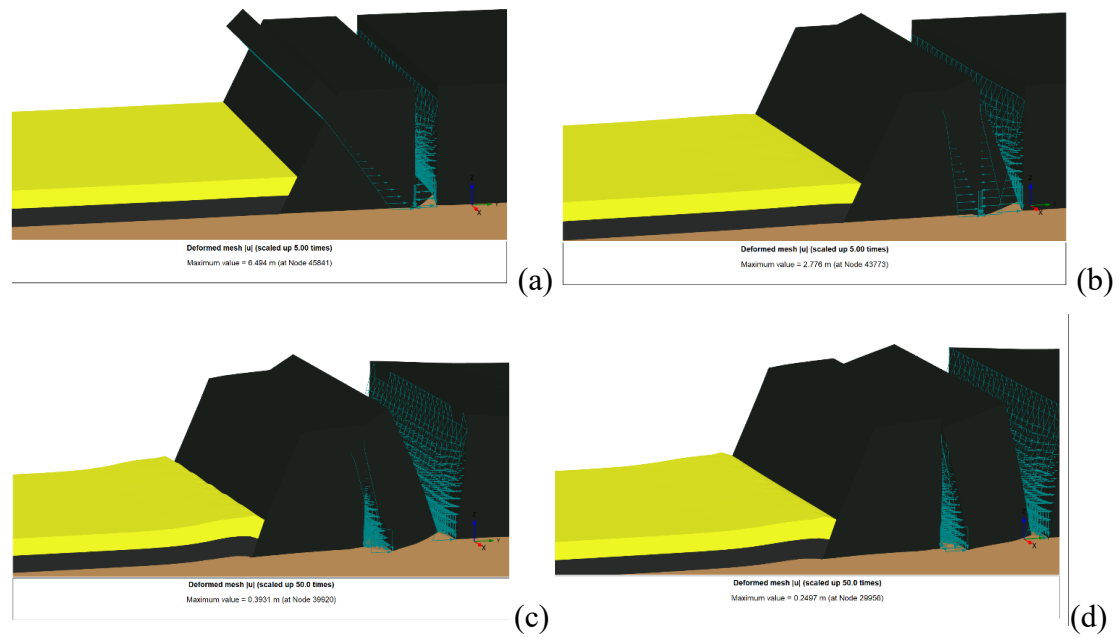 Deformed mesh |u| (scaled up 5.00 times)
Maximum value = 6.494 m (at Node 45841)
(a)
Deformed mesh |u| (scaled up 5.00 times)
Maximum value = 2.776 m (at Node 43773)
(b)
Deformed mesh |u| (scaled up 50.0 times)
Maximum value = 0.3931 m (at Node 39920)
(c)
Deformed mesh |u| (scaled up 50.0 times)
Maximum value = 0.2497 m (at Node 29956)
(d)